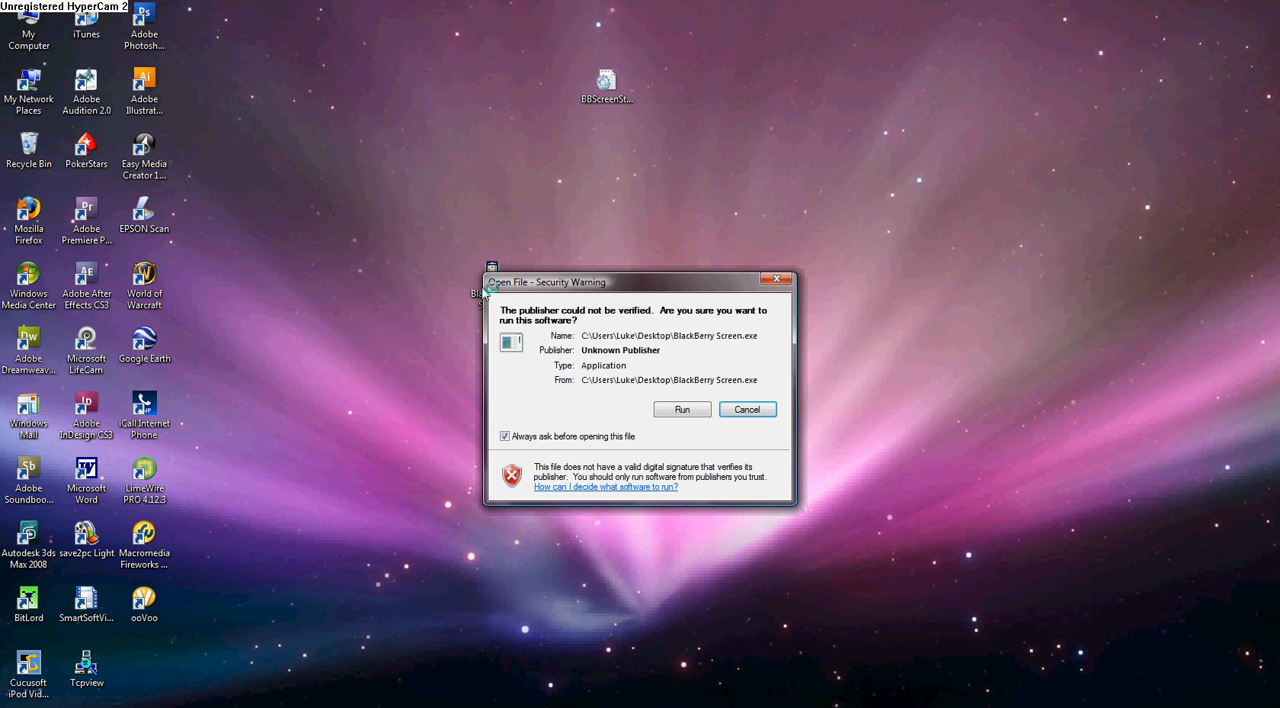 Unregistered HyperCam 2
My
Computer
iTunes
Adobe
Photosh...
My Network
Places
Adobe
Audition 2.0
Adobe
Illustrat...
BBScreenSt...
Recycle Bin
PokerStars
Easy Media
Creator 1...
Mozilla
Firefox
Adobe
Premiere P...
EPSON Scan
Windows
Media Center
Adobe After
Effects CS3
World of
Warcraft
Adobe
Dreamweav...
Microsoft
LifeCam
Google Earth
Windows
Mail
Adobe
InDesign CS3
iCall Internet
Phone
Adobe
Soundboo...
Microsoft
Word
LimeWire
PRO 4.12.3
Autodesk 3ds
Max 2008
save2pc Light
Macromedia
Fireworks ...
BitLord
SmartSoftVi...
ooVoo
Cucusoft
iPod Vid...
Tcpview
Open File - Security Warning
The publisher could not be verified. Are you sure you want to
run this software?
Name: C:\Users\Luke\Desktop\BlackBerry Screen.exe
Publisher: Unknown Publisher
Type: Application
From: C:\Users\Luke\Desktop\BlackBerry Screen.exe
Run
Cancel
Always ask before opening this file
This file does not have a valid digital signature that verifies its
publisher. You should only run software from publishers you trust.
How can I decide what software to run?